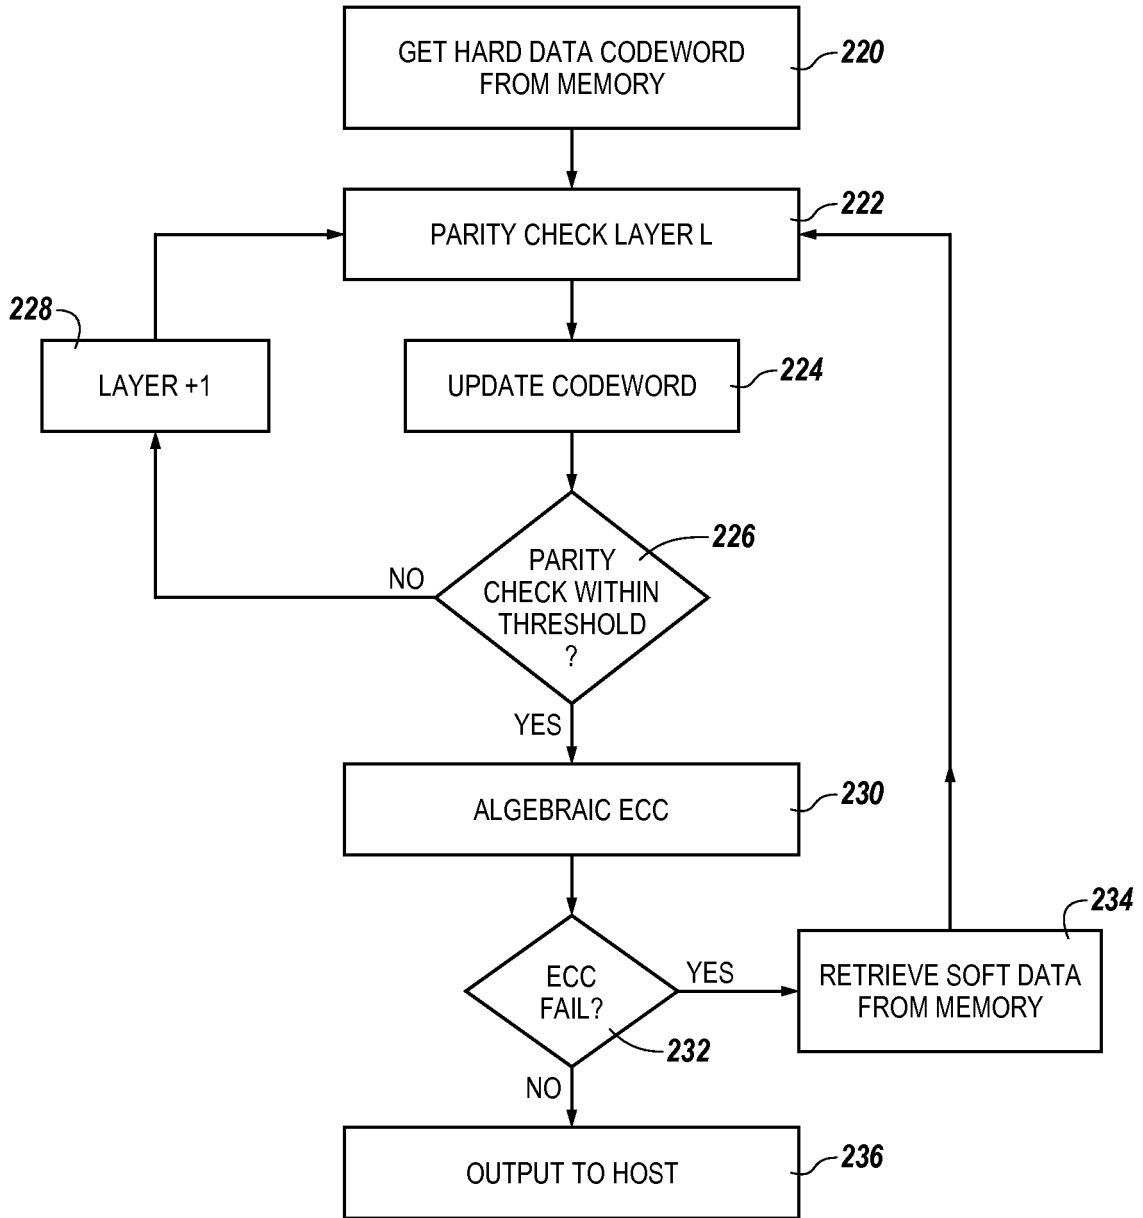 GET HARD DATA CODEWORD
FROM MEMORY
220
PARITY CHECK LAYER L
222
228
LAYER +1
UPDATE CODEWORD
224
PARITY
CHECK WITHIN
THRESHOLD
?
226
NO
YES
ALGEBRAIC ECC
230
ECC
FAIL?
232
YES
RETRIEVE SOFT DATA
FROM MEMORY
234
NO
OUTPUT TO HOST
236